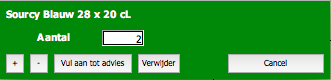 Sourcy Blauw 28 x 20 cL
Aantal 2
+ - Vul aan tot advies Verwijder Cancel